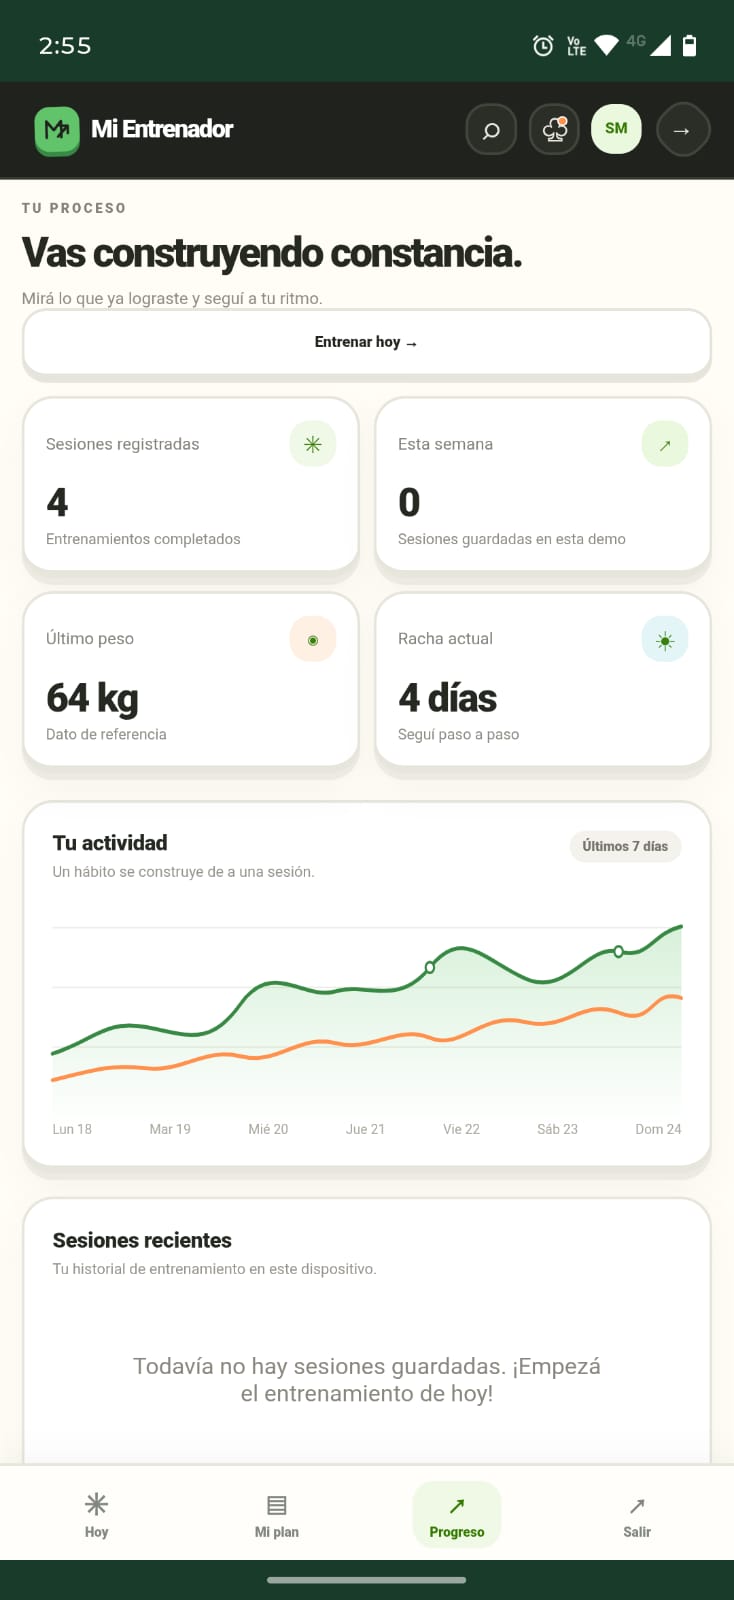 2:55
Vo
LTE
4G
Mi Entrenador
SM
→
TU PROCESO
Vas construyendo constancia.
Mirá lo que ya lograste y seguí a tu ritmo.
Entrenar hoy →
Sesiones registradas
4
Entrenamientos completados
Esta semana
0
Sesiones guardadas en esta demo
Último peso
64 kg
Dato de referencia
Racha actual
4 días
Seguí paso a paso
Tu actividad
Últimos 7 días
Un hábito se construye de a una sesión.
Lun 18 Mar 19 Mié 20 Jue 21 Vie 22 Sáb 23 Dom 24
Sesiones recientes
Tu historial de entrenamiento en este dispositivo.
Todavía no hay sesiones guardadas. ¡Empezá
el entrenamiento de hoy!
Hoy
Mi plan
Progreso
Salir